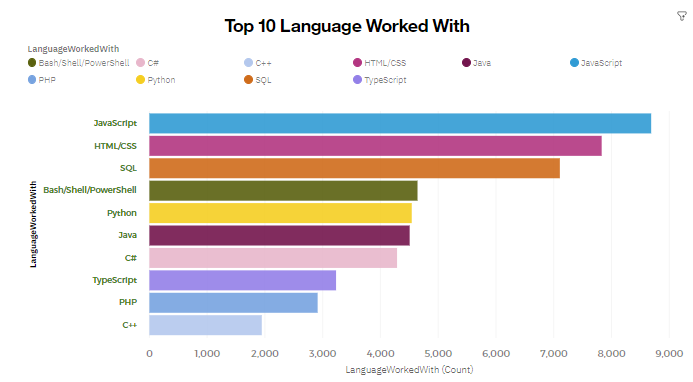 Top 10 Language Worked With
LanguageWorkedWith
Bash/Shell/PowerShell C# C++ HTML/CSS Java JavaScript
PHP Python SQL TypeScript
LanguageWorkedWith
JavaScript
HTML/CSS
SQL
Bash/Shell/PowerShell
Python
Java
C#
TypeScript
PHP
C++
0 1,000 2,000 3,000 4,000 5,000 6,000 7,000 8,000 9,000
LanguageWorkedWith (Count)